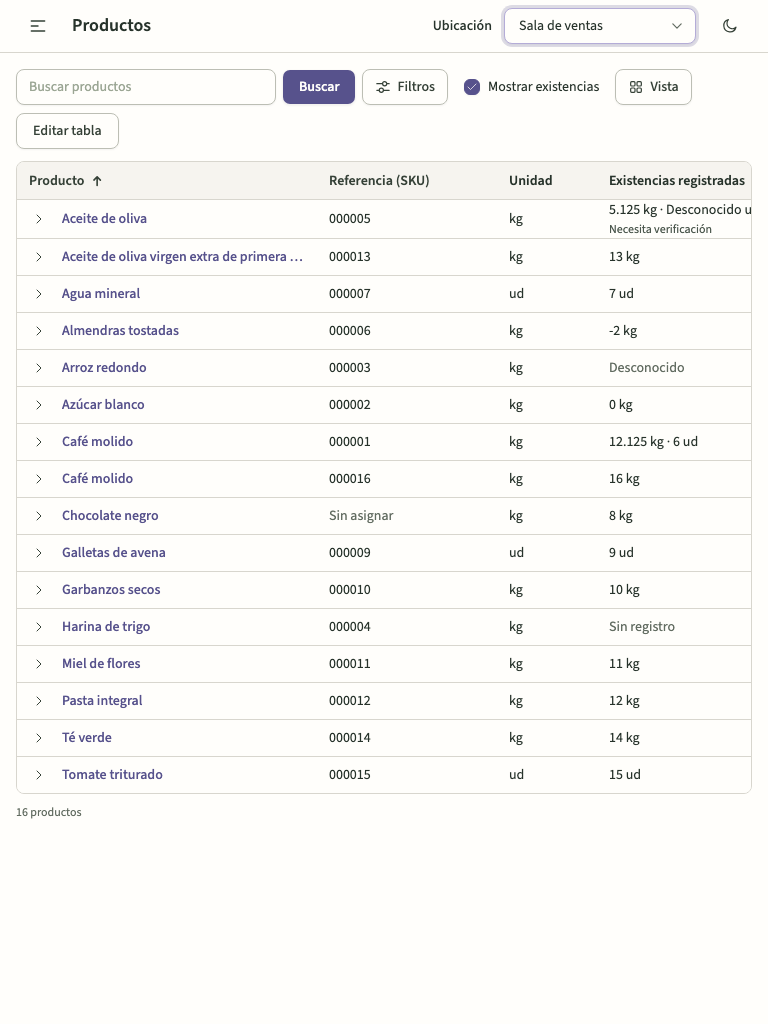 Productos
Ubicación
Sala de ventas
Buscar productos
Buscar
Filtros
Mostrar existencias
Vista
Editar tabla
Producto Referencia (SKU) Unidad Existencias registradas
Aceite de oliva 000005 kg 5.125 kg · Desconocido u
Necesita verificación
Aceite de oliva virgen extra de primera … 000013 kg 13 kg
Agua mineral 000007 ud 7 ud
Almendras tostadas 000006 kg -2 kg
Arroz redondo 000003 kg Desconocido
Azúcar blanco 000002 kg 0 kg
Café molido 000001 kg 12.125 kg · 6 ud
Café molido 000016 kg 16 kg
Chocolate negro Sin asignar kg 8 kg
Galletas de avena 000009 ud 9 ud
Garbanzos secos 000010 kg 10 kg
Harina de trigo 000004 kg Sin registro
Miel de flores 000011 kg 11 kg
Pasta integral 000012 kg 12 kg
Té verde 000014 kg 14 kg
Tomate triturado 000015 ud 15 ud
16 productos